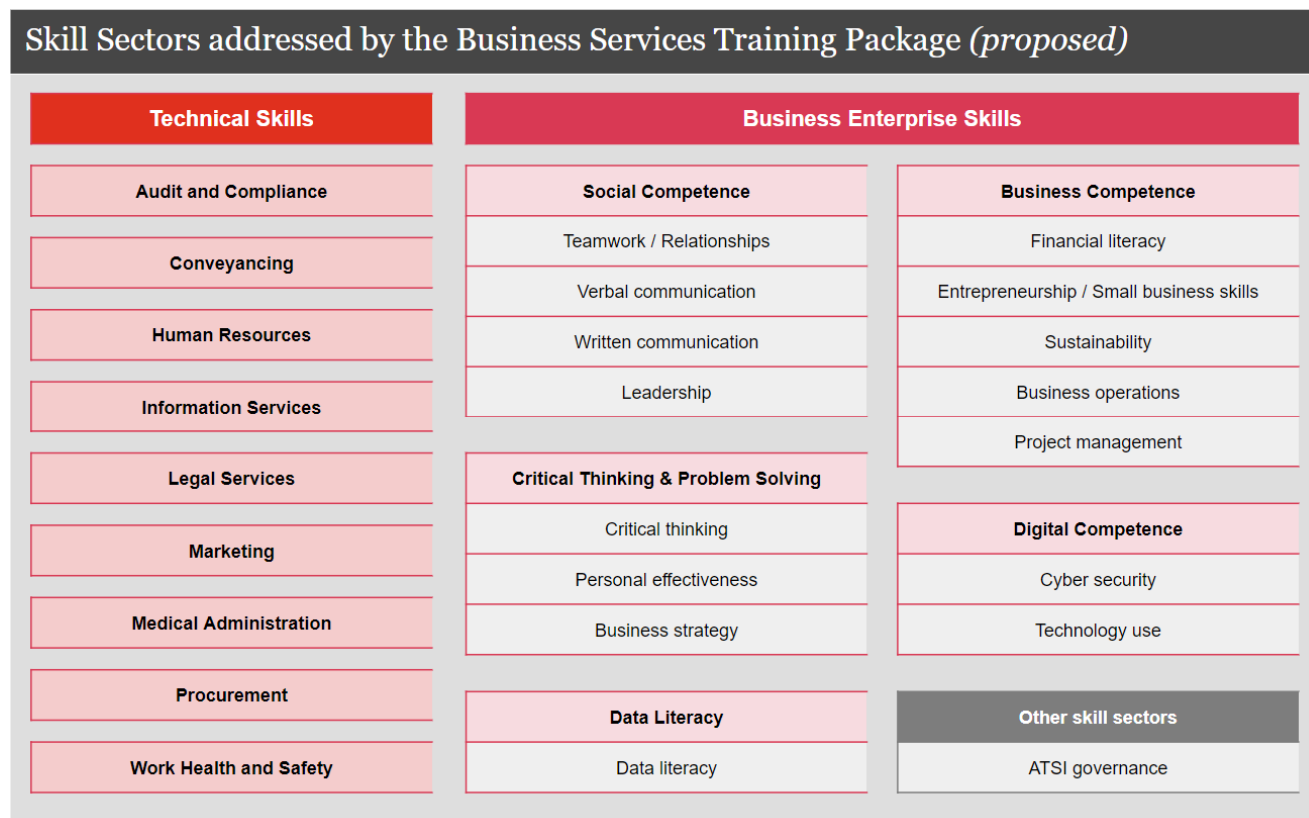 Skill Sectors addressed by the Business Services Training Package (proposed)
Technical Skills
Audit and Compliance
Conveyancing
Human Resources
Information Services
Legal Services
Marketing
Medical Administration
Procurement
Work Health and Safety
Business Enterprise Skills
Social Competence
Teamwork / Relationships
Verbal communication
Written communication
Leadership
Critical Thinking & Problem Solving
Critical thinking
Personal effectiveness
Business strategy
Data Literacy
Data literacy
Business Competence
Financial literacy
Entrepreneurship / Small business skills
Sustainability
Business operations
Project management
Digital Competence
Cyber security
Technology use
Other skill sectors
ATSI governance